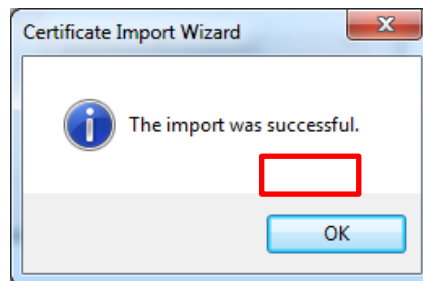 Certificate Import Wizard
The import was successful.
OK